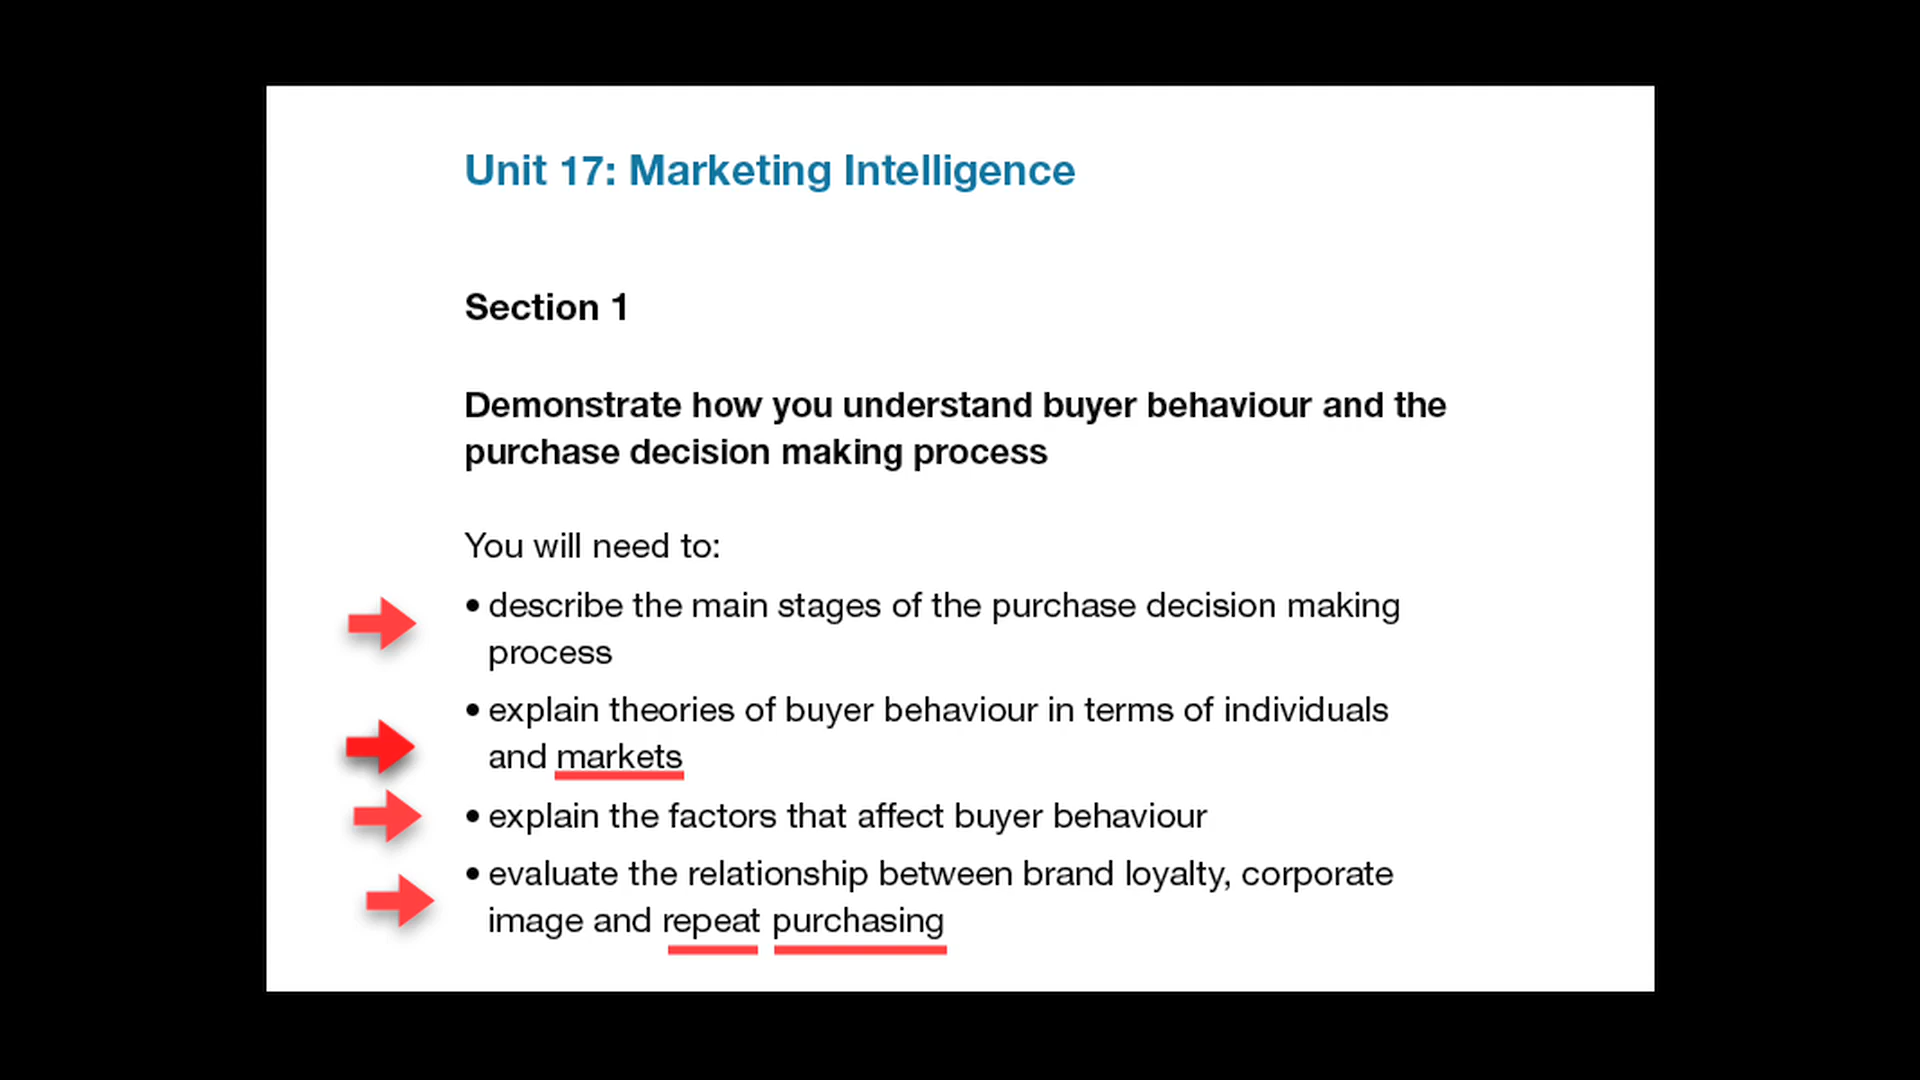 Unit 17: Marketing Intelligence
Section 1
Demonstrate how you understand buyer behaviour and the
purchase decision making process
You will need to:
• describe the main stages of the purchase decision making
process
• explain theories of buyer behaviour in terms of individuals
and markets
• explain the factors that affect buyer behaviour
• evaluate the relationship between brand loyalty, corporate
image and repeat purchasing